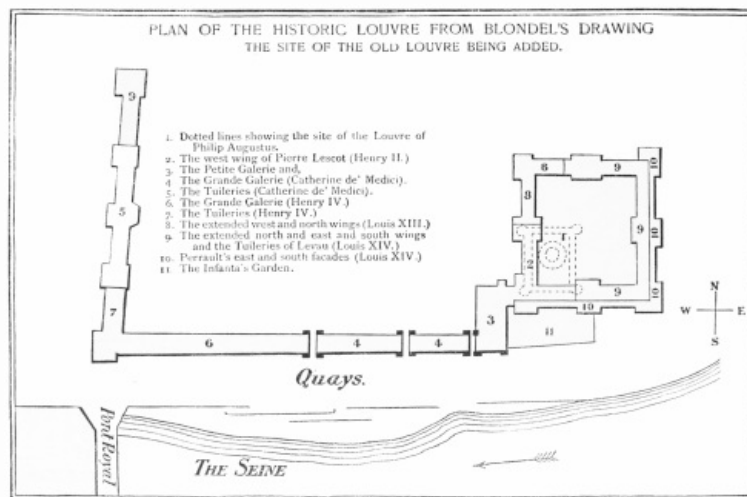 PLAN OF THE HISTORIC LOUVRE FROM BLONDEL'S DRAWING
THE SITE OF THE OLD LOUVRE BEING ADDED.
1. Dotted lines showing the site of the Louvre of
Philip Augustus.
2. The west wing of Pierre Lescot (Henry II.)
3. The Petite Galerie and,
4 The Grande Galerie (Catherine de' Medici).
5. The Tuileries (Catherine de' Medici).
6. The Grande Galerie (Henry IV.)
7. The Tuileries (Henry IV.)
8. The extended west and north wings (Louis XIII.)
9. The extended north and east and south wings
and the Tuileries of Levau (Louis XIV.)
10. Perrault's east and south facades (Louis XIV.)
11. The Infanta's Garden.
9
5
7
6
4
4
3
6
9
10
8
1
2
9
10
9
10
10
11
N
W
E
S
Quays.
Pont Royal
THE SEINE